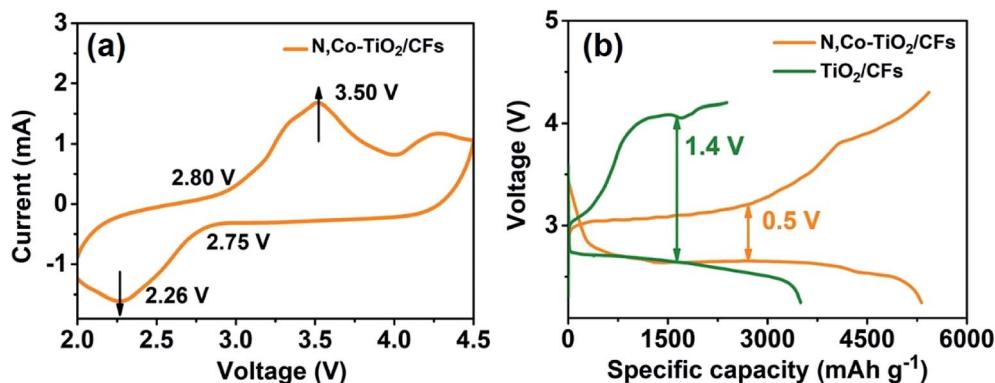 (a)
N,Co-TiO2/CFs
3.50 V
2.80 V
2.75 V
2.26 V
3
2
1
0
-1
Current (mA)
2.0 2.5 3.0 3.5 4.0 4.5
Voltage (V)
(b)
N,Co-TiO2/CFs
TiO2/CFs
1.4 V
0.5 V
4
3
Voltage (V)
0 1500 3000 4500 6000
Specific capacity (mAh g⁻¹)